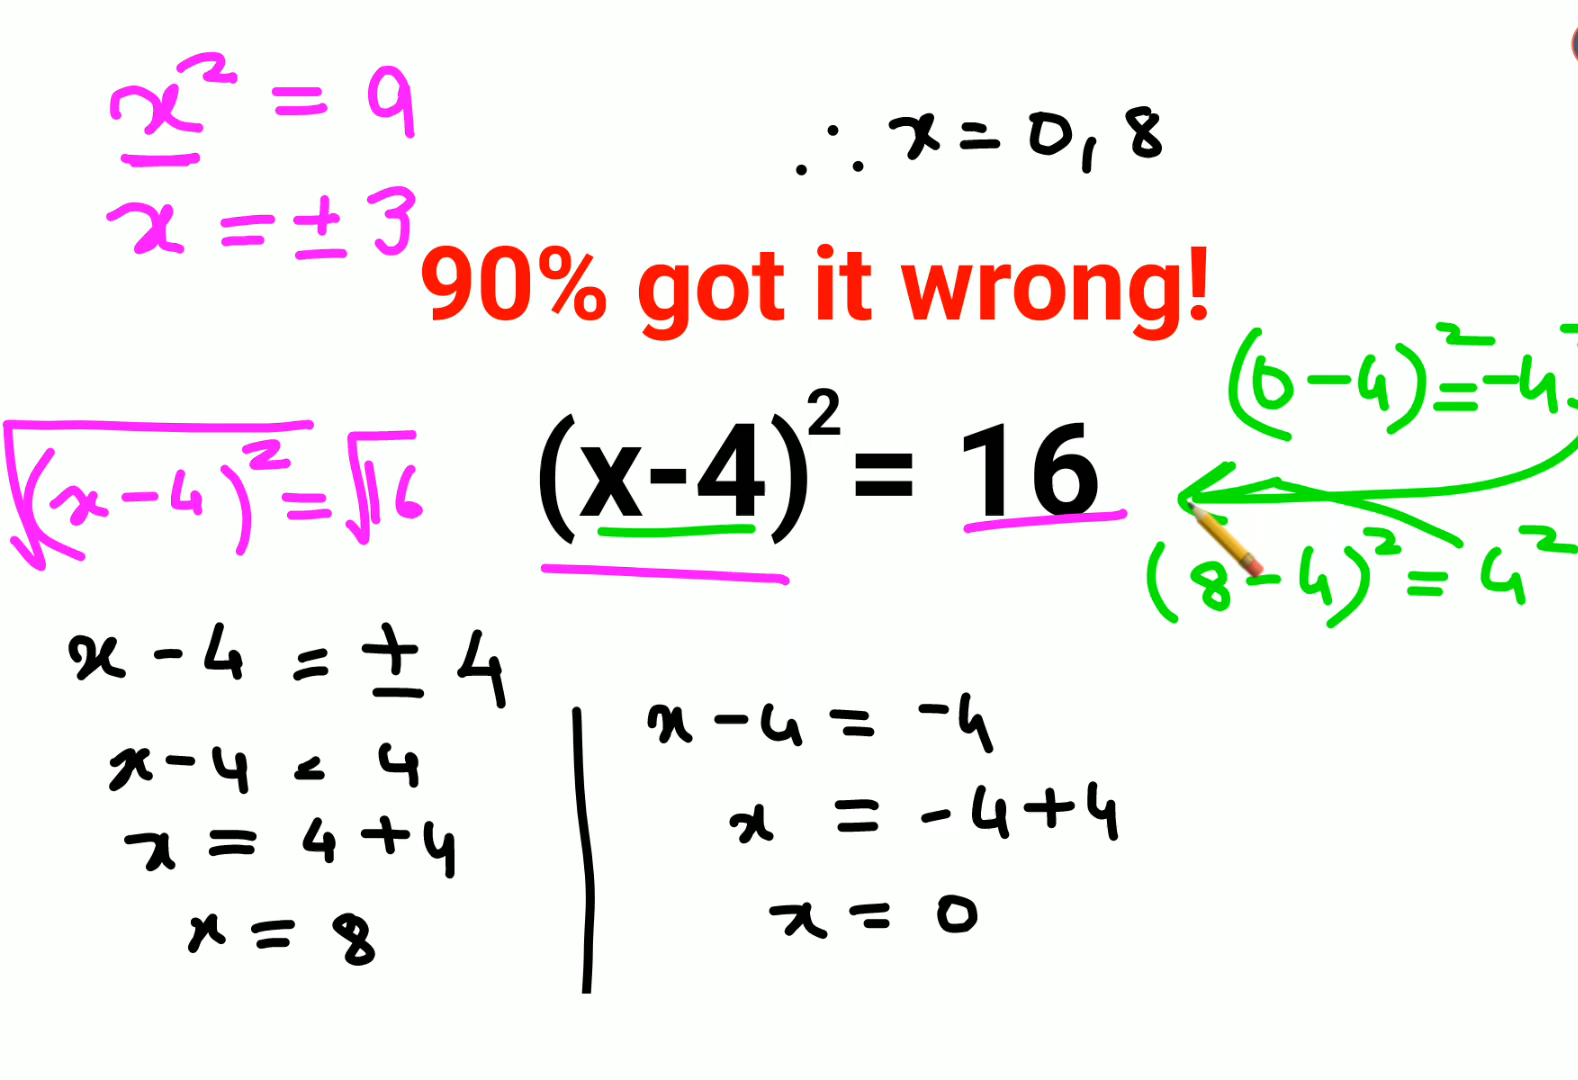 x² = 9
x = ± 3
∴ x = 0, 8
90% got it wrong!
(x-4)² = 16
√(x - 4)² = √16
(0 - 4)² = -4
(8 - 4)² = 4²
x - 4 = ± 4
x - 4 = 4
x = 4 + 4
x = 8
x - 4 = -4
x = -4 + 4
x = 0